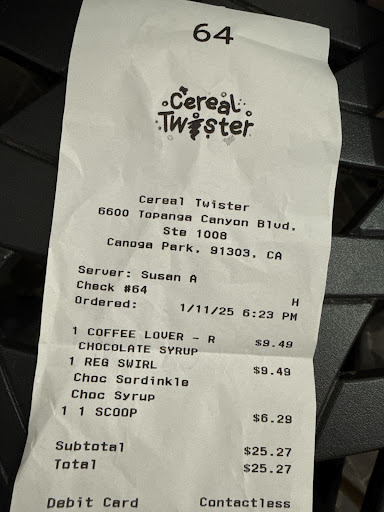 64
Cereal
Twister
Cereal Twister
6600 Topanga Canyon Blvd.
Ste 1008
Canoga Park, 91303, CA
Server: Susan A
Check #64 H
Ordered: 1/11/25 6:23 PM
1 COFFEE LOVER - R $9.49
CHOCOLATE SYRUP
1 REG SWIRL $9.49
Choc Sordinkle
Choc Syrup
1 1 SCOOP $6.29
Subtotal $25.27
Total $25.27
Debit Card Contactless